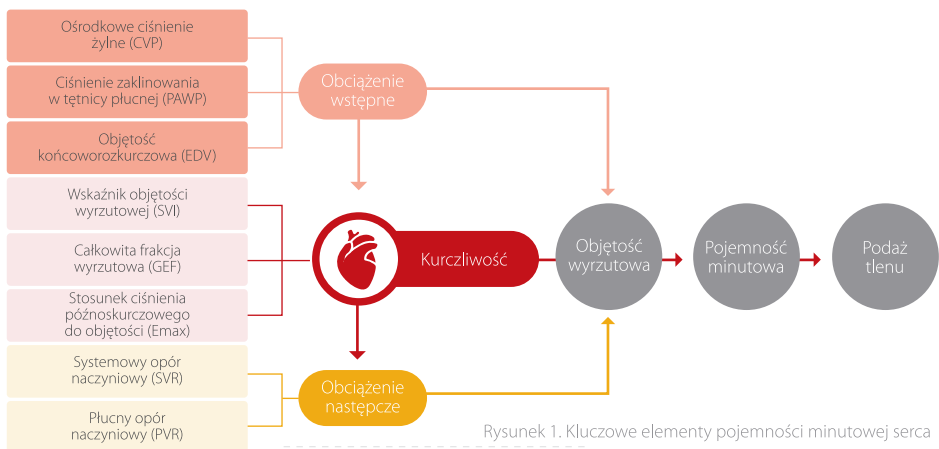 Ośrodkowe ciśnienie
żylne (CVP)
Ciśnienie zaklinowania
w tętnicy płucnej (PAWP)
Objętość
końcoworozkurczowa (EDV)
Wskaźnik objętości
wyrzutowej (SVI)
Całkowita frakcja
wyrzutowa (GEF)
Stosunek ciśnienia
późnoskurczowego
do objętości (Emax)
Systemowy opór
naczyniowy (SVR)
Płucny opór
naczyniowy (PVR)
Obciążenie
wstępne
Kurczliwość
Obciążenie
następcze
Objętość
wyrzutowa
Pojemność
minutowa
Podaż
tlenu
Rysunek 1. Kluczowe elementy pojemności minutowej serca